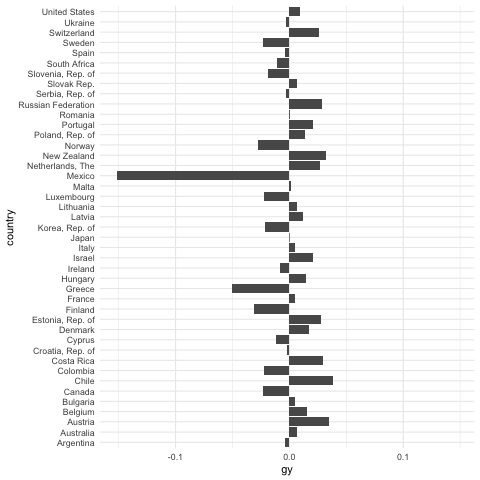 United States
Ukraine
Switzerland
Sweden
Spain
South Africa
Slovenia, Rep. of
Slovak Rep.
Serbia, Rep. of
Russian Federation
Romania
Portugal
Poland, Rep. of
Norway
New Zealand
Netherlands, The
Mexico
Malta
Luxembourg
Lithuania
Latvia
Korea, Rep. of
Japan
Italy
Israel
Ireland
Hungary
Greece
France
Finland
Estonia, Rep. of
Denmark
Cyprus
Croatia, Rep. of
Costa Rica
Colombia
Chile
Canada
Bulgaria
Belgium
Austria
Australia
Argentina
country
-0.1 0.0 0.1
gy